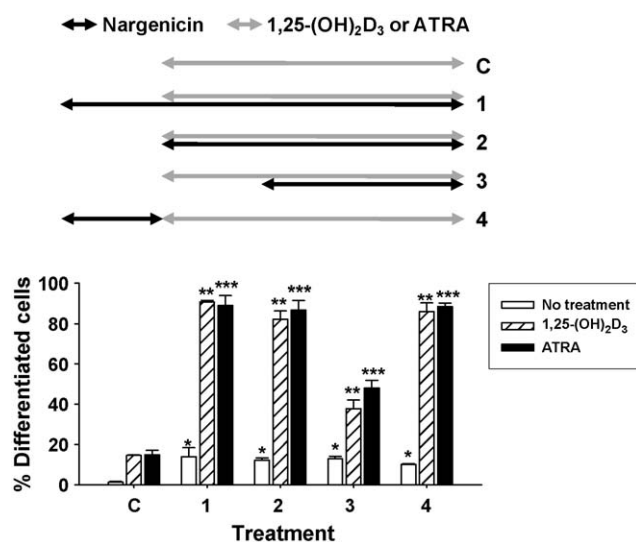 Nargenicin 1,25-(OH)₂D₃ or ATRA
C
1
2
3
4
% Differentiated cells
100
80
60
40
20
0
** *** ** *** ** *** ** ***
* * * *
C 1 2 3 4
Treatment
No treatment
1,25-(OH)₂D₃
ATRA